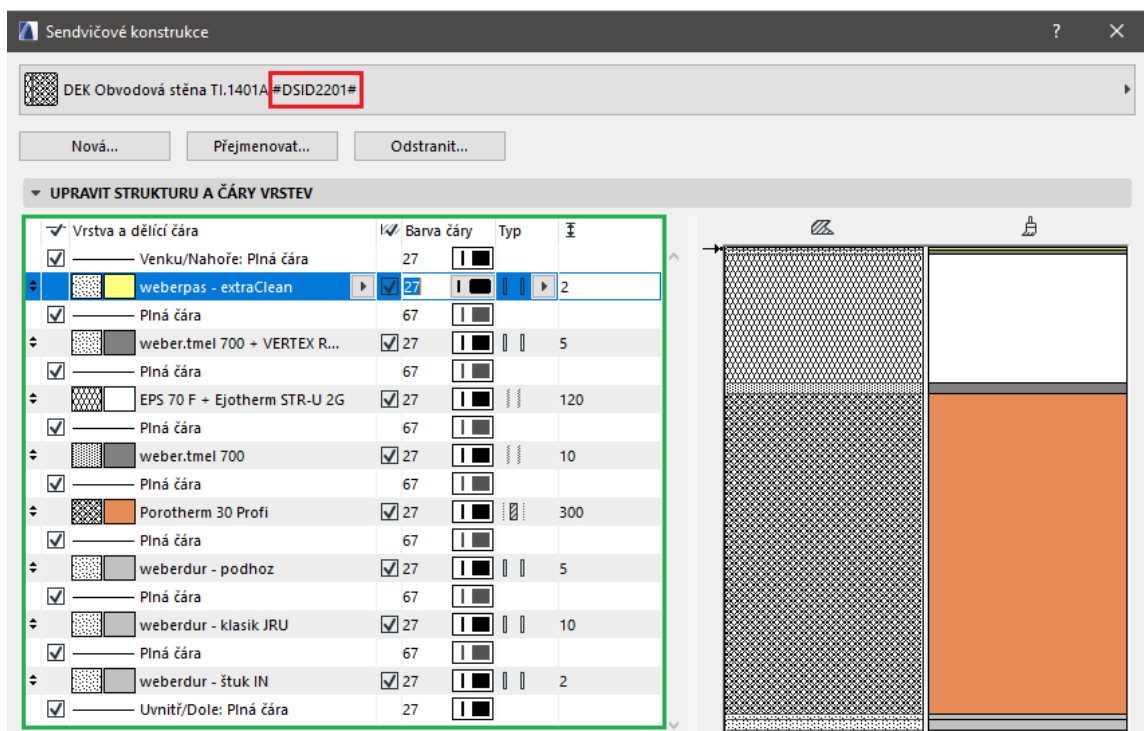 Sendvičové konstrukce ?
DEK Obvodová stěna TI.1401A #DSID2201#
Nová... Přejmenovat... Odstranit...
UPRAVIT STRUKTURU A ČÁRY VRSTEV
Vrstva a dělící čára Barva čáry Typ
Venku/Nahoře: Plná čára 27
weberpas - extraClean 27 2
Plná čára 67
weber.tmel 700 + VERTEX R... 27 5
Plná čára 67
EPS 70 F + Ejotherm STR-U 2G 27 120
Plná čára 67
weber.tmel 700 27 10
Plná čára 67
Porotherm 30 Profi 27 300
Plná čára 67
weberdur - podhoz 27 5
Plná čára 67
weberdur - klasik JRU 27 10
Plná čára 67
weberdur - štuk IN 27 2
Uvnitř/Dole: Plná čára 27